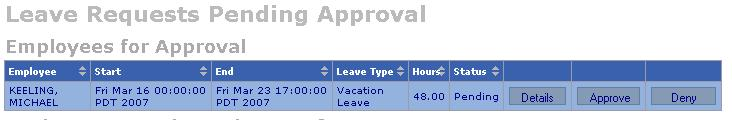 Leave Requests Pending Approval
Employees for Approval
Employee Start End Leave Type Hours Status
KEELING, Fri Mar 16 00:00:00 Fri Mar 23 17:00:00 Vacation 48.00 Pending Details Approve Deny
MICHAEL PDT 2007 PDT 2007 Leave